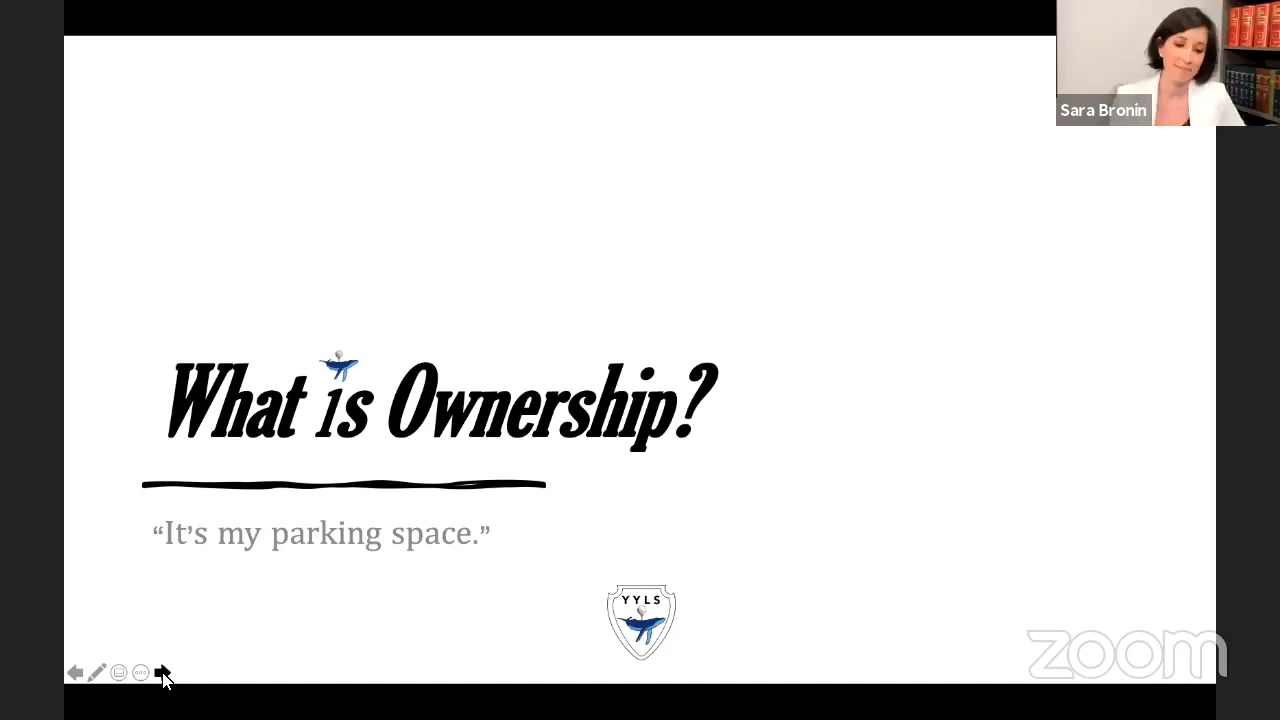 Sara Bronin
What is Ownership?
“It’s my parking space.”
YYLS
zoom